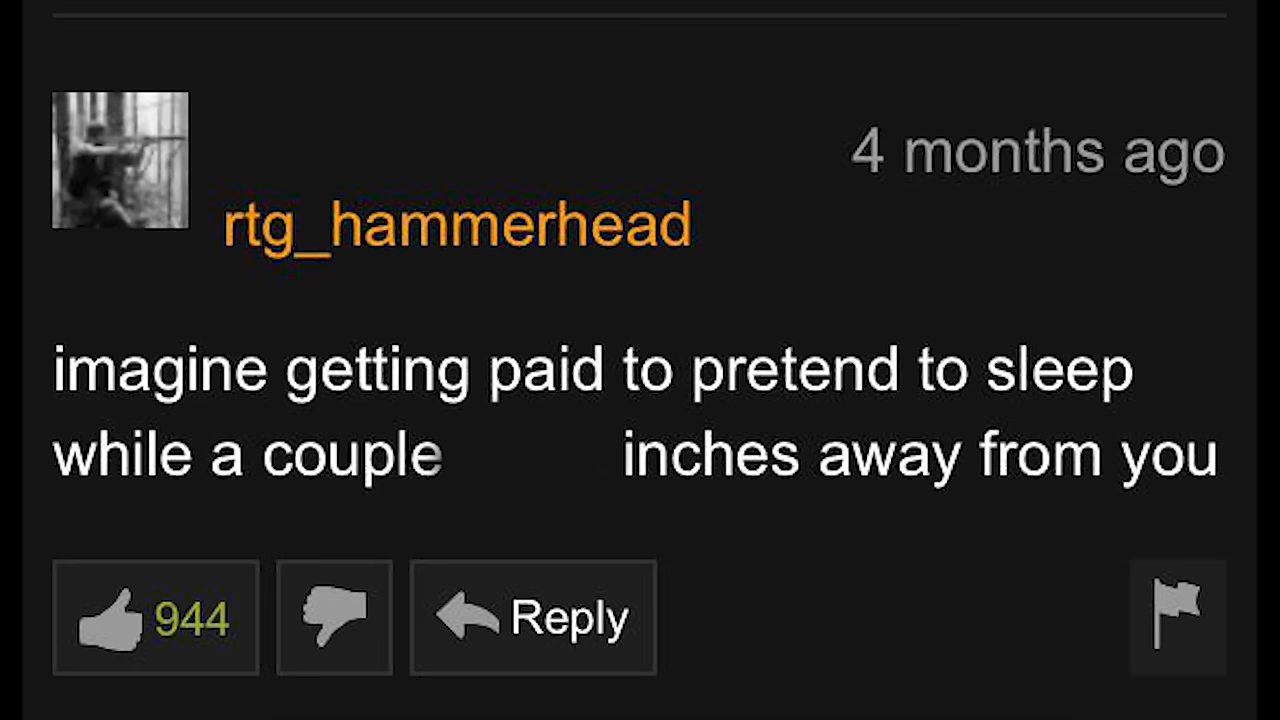 4 months ago
rtg_hammerhead
imagine getting paid to pretend to sleep
while a couple inches away from you
944
Reply